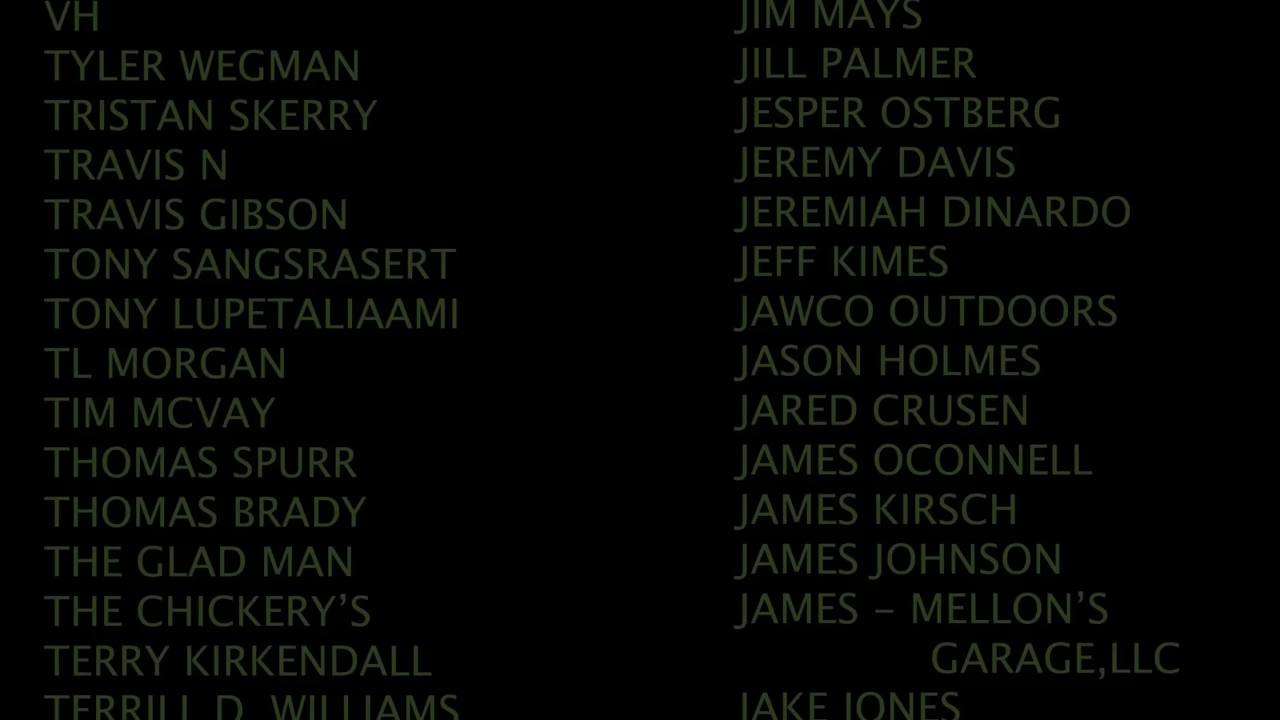 VH
TYLER WEGMAN
TRISTAN SKERRY
TRAVIS N
TRAVIS GIBSON
TONY SANGSRASERT
TONY LUPETALIAAMI
TL MORGAN
TIM MCVAY
THOMAS SPURR
THOMAS BRADY
THE GLAD MAN
THE CHICKERY’S
TERRY KIRKENDALL
TERRILL D. WILLIAMS
JIM MAYS
JILL PALMER
JESPER OSTBERG
JEREMY DAVIS
JEREMIAH DINARDO
JEFF KIMES
JAWCO OUTDOORS
JASON HOLMES
JARED CRUSEN
JAMES OCONNELL
JAMES KIRSCH
JAMES JOHNSON
JAMES – MELLON’S
GARAGE,LLC
JAKE JONES